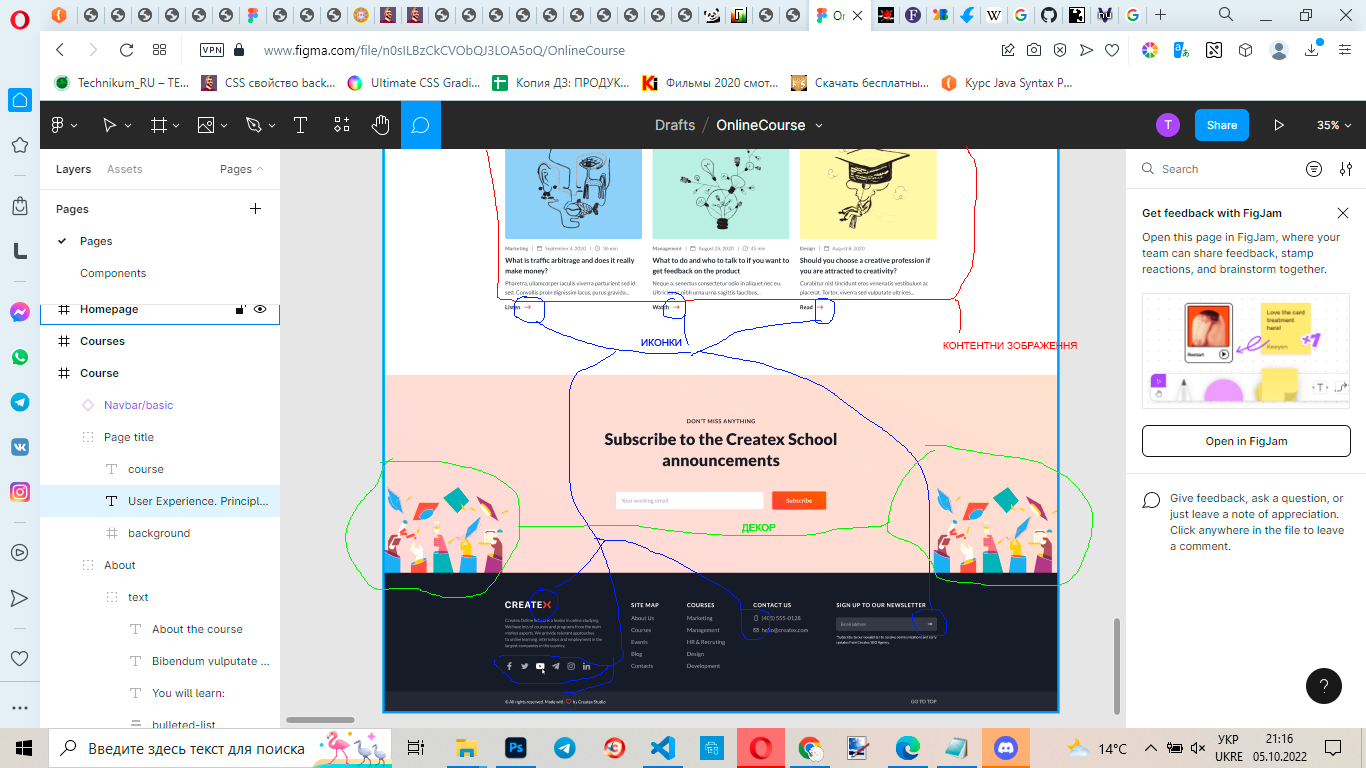 Or
VPN
www.figma.com/file/n0sILBzCkCVObQJ3LOA5oQ/OnlineCourse
Technikum_RU – TE...
CSS свойство back...
Ultimate CSS Gradi...
Копия ДЗ: ПРОДУК...
Фильмы 2020 смот...
Скачать бесплатны...
Курс Java Syntax P...
Drafts / OnlineCourse
T
Share
35%
Layers
Assets
Pages
Pages
Pages
Components
Homepage
Courses
Course
Navbar/basic
Page title
course
User Experience. Principl...
background
About
text
About the course
Bibendum vulputate ...
You will learn:
bulleted-list
Marketing | September 4, 2020 | 36 min
What is traffic arbitrage and does it really
make money?
Pharetra, ullamcorper iaculis viverra parturient sed id
sed. Convallis proin dignissim lacus, purus gravida...
Listen
Management | August 25, 2020 | 45 min
What to do and who to talk to if you want to
get feedback on the product
Neque a, senectus consectetur odio in aliquet nec eu.
Ultricies nibh urna urna sagittis faucibus...
Watch
Design | August 8, 2020
Should you choose a creative profession if
you are attracted to creativity?
Curabitur nisl tincidunt eros venenatis vestibulum ac
placerat. Tortor, viverra sed vulputate ultrices...
Read
ИКОНКИ
КОНТЕНТНИ ЗОБРАЖЕННЯ
DON'T MISS ANYTHING
Subscribe to the Createx School
announcements
Your working email
Subscribe
ДЕКОР
CREATEX
Createx Online School is a leader in online studying.
We have lots of courses and programs from the main
market experts. We provide relevant approaches
to online learning, internships and employment in the
largest companies in the country.
SITE MAP
About Us
Courses
Events
Blog
Contacts
COURSES
Marketing
Management
HR & Recruting
Design
Development
CONTACT US
(405) 555-0128
hello@createx.com
SIGN UP TO OUR NEWSLETTER
Email address
*Subscribe to our newsletter to receive communications and early
updates from Createx SEO Agency.
© All rights reserved. Made with by Createx Studio
GO TO TOP
Search
Get feedback with FigJam
Open this page in FigJam, where your
team can share feedback, stamp
reactions, and brainstorm together.
Love the card
treatment
here!
Keeyen
+1
Restart
T
Open in FigJam
Give feedback, ask a question, or
just leave a note of appreciation.
Click anywhere in the file to leave
a comment.
?
Введите здесь текст для поиска
14°C
УКР
UKRE
21:16
05.10.2022